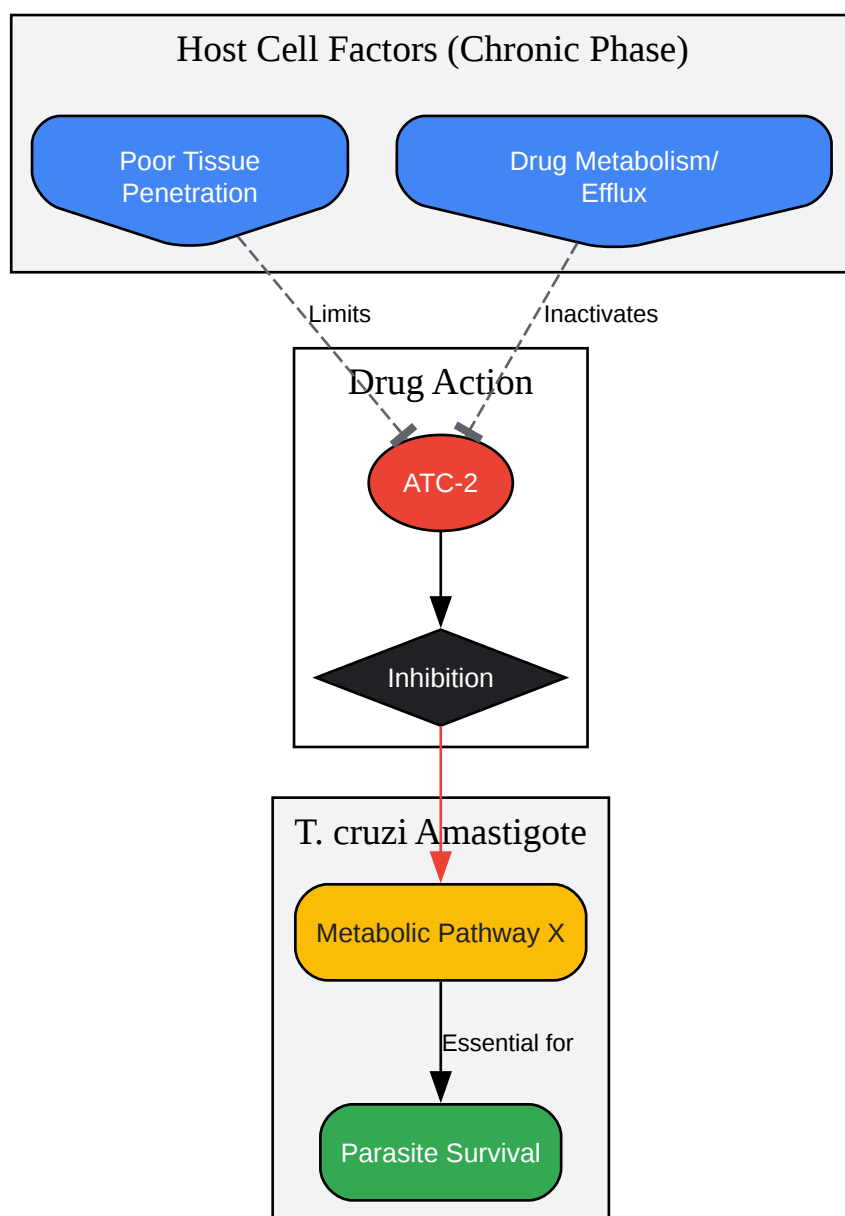 Host Cell Factors (Chronic Phase)
Poor Tissue
Penetration
Drug Metabolism/
Efflux
Limits
Inactivates
Drug Action
ATC-2
Inhibition
T. cruzi Amastigote
Metabolic Pathway X
Essential for
Parasite Survival